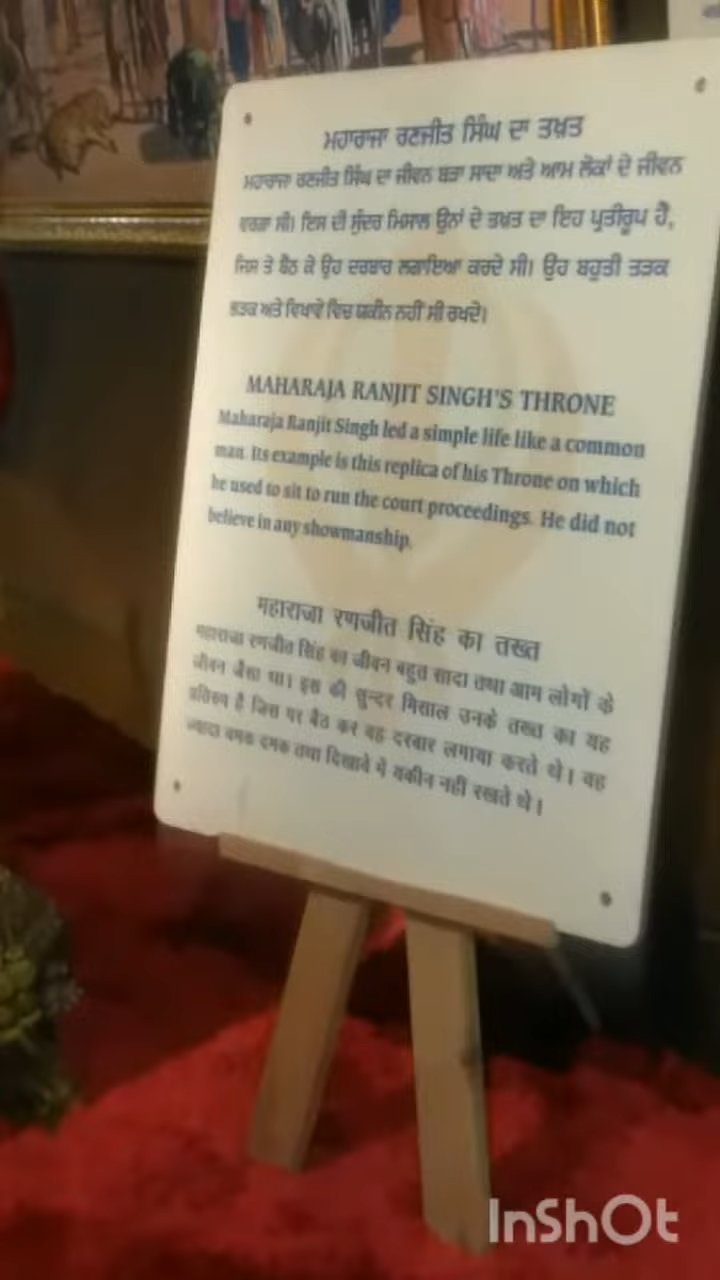 ਮਹਾਰਾਜਾ ਰਣਜੀਤ ਸਿੰਘ ਦਾ ਤਖ਼ਤ
ਮਹਾਰਾਜਾ ਰਣਜੀਤ ਸਿੰਘ ਦਾ ਜੀਵਨ ਬੜਾ ਸਾਦਾ ਅਤੇ ਆਮ ਲੋਕਾਂ ਦੇ ਜੀਵਨ
ਵਰਗਾ ਸੀ। ਇਸ ਦੀ ਸੁੰਦਰ ਮਿਸਾਲ ਉਨਾਂ ਦੇ ਤਖ਼ਤ ਦਾ ਇਹ ਪ੍ਰਤੀਰੂਪ ਹੈ,
ਜਿਸ ਤੇ ਬੈਠ ਕੇ ਉਹ ਦਰਬਾਰ ਲਗਾਇਆ ਕਰਦੇ ਸੀ। ਉਹ ਬਹੁਤੀ ਤੜਕ
ਭੜਕ ਅਤੇ ਵਿਖਾਵੇ ਵਿਚ ਯਕੀਨ ਨਹੀਂ ਸੀ ਰਖਦੇ।
MAHARAJA RANJIT SINGH'S THRONE
Maharaja Ranjit Singh led a simple life like a common
man. Its example is this replica of his Throne on which
he used to sit to run the court proceedings. He did not
believe in any showmanship.
महाराजा रणजीत सिंह का तख्त
महाराजा रणजीत सिंह का जीवन बहुत सादा तथा आम लोगों के
जीवन जैसा था। इस की सुन्दर मिसाल उनके तख्त का यह
प्रतिरूप है जिस पर बैठ कर वह दरबार लगाया करते थे। वह
ज्यादा चमक दमक तथा दिखावे में यकीन नहीं रखते थे।
InShOt